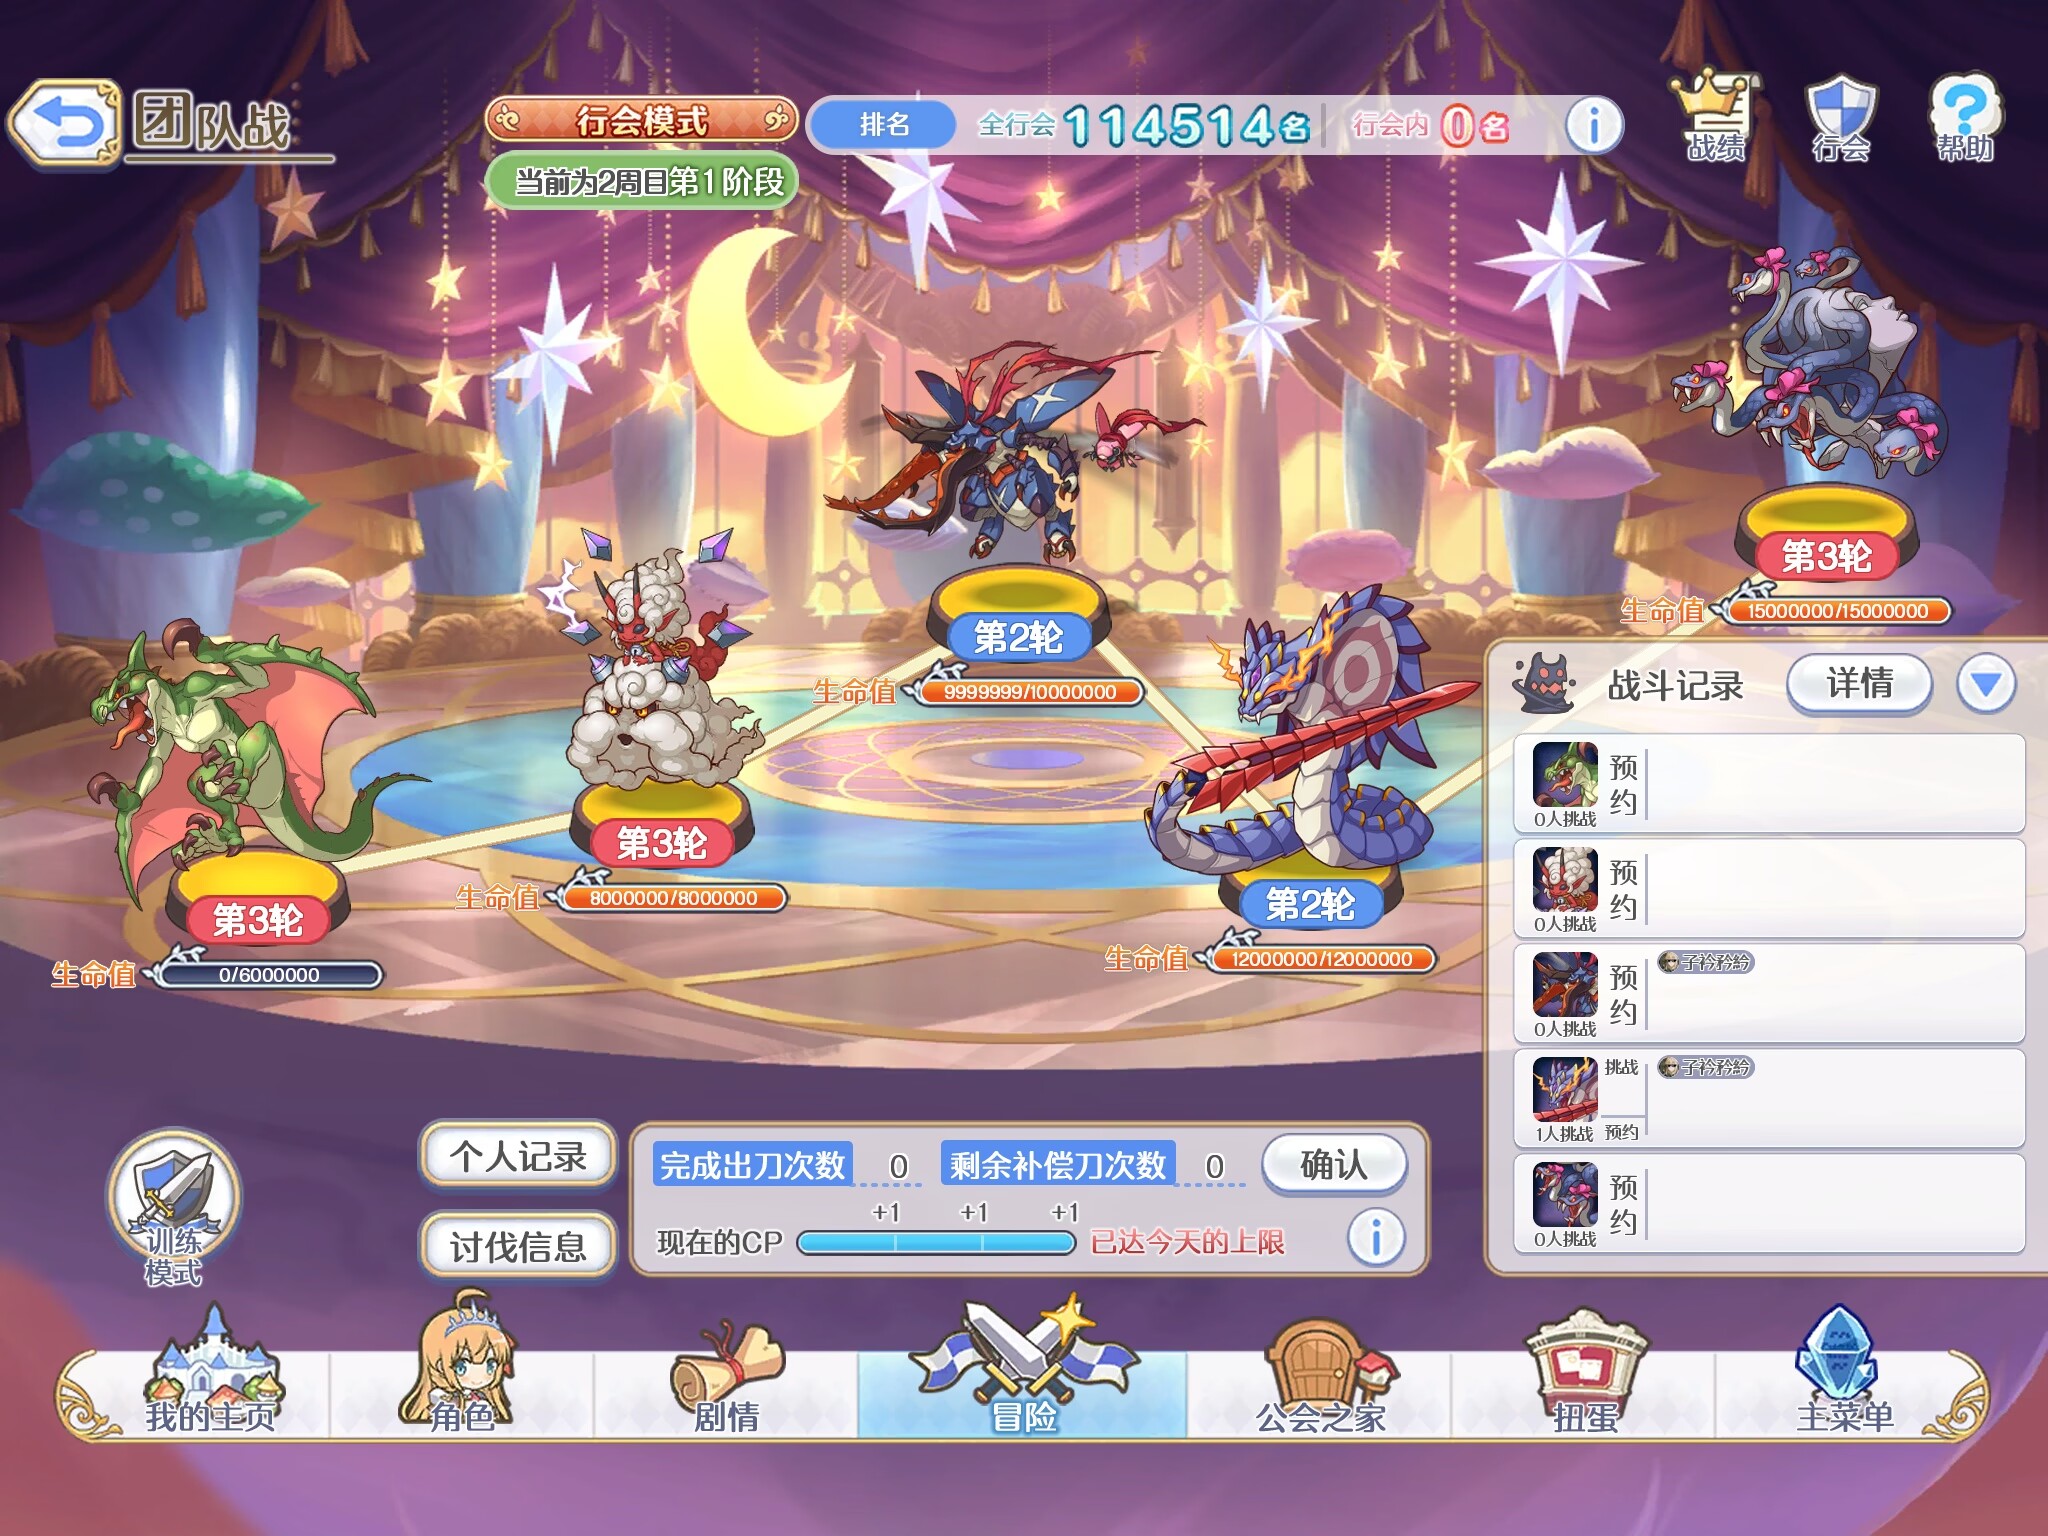 团队战
行会模式
当前为2周目第1阶段
排名
全行会114514名
行会内0名
战绩
行会
帮助
第3轮
生命值 15000000/15000000
第2轮
生命值 9999999/10000000
第3轮
生命值 8000000/8000000
第2轮
生命值 12000000/12000000
第3轮
生命值 0/6000000
战斗记录
详情
预约
0人挑战
预约
0人挑战
预约
0人挑战
子衿矜纷
挑战
子衿矜纷
1人挑战
预约
预约
0人挑战
训练
模式
个人记录
讨伐信息
完成出刀次数 0
剩余补偿刀次数 0
确认
+1 +1 +1
现在的CP 已达今天的上限
我的主页
角色
剧情
冒险
公会之家
扭蛋
主菜单